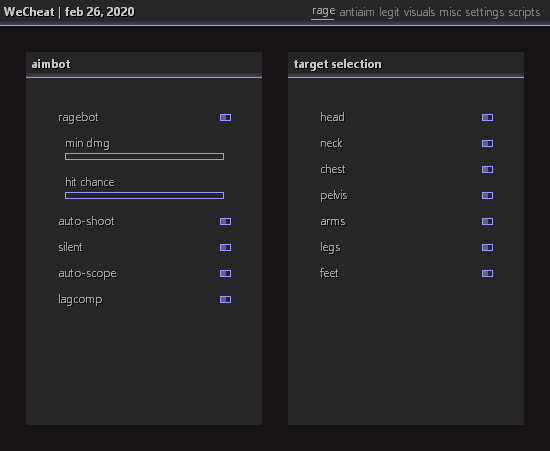 WeCheat | feb 26, 2020
rage antiaim legit visuals misc settings scripts
aimbot
ragebot
min dmg
hit chance
auto-shoot
silent
auto-scope
lagcomp
target selection
head
neck
chest
pelvis
arms
legs
feet